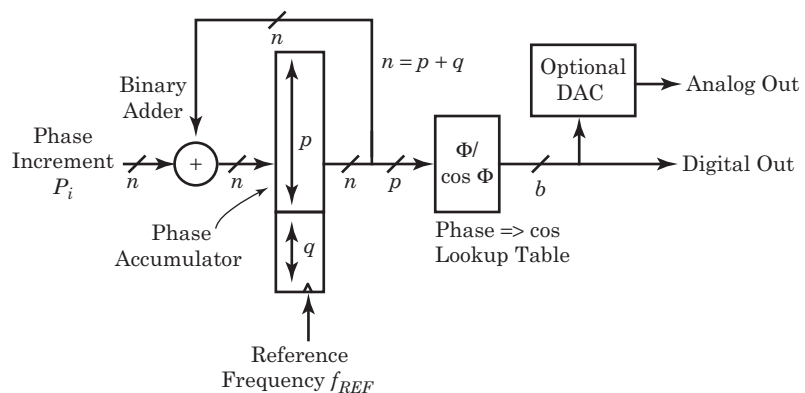 n
n = p + q
Binary
Adder
Optional
DAC
Analog Out
Phase
Increment
P_i
n
+
n
p
n
p
Φ/
cos Φ
b
Digital Out
Phase
Accumulator
q
Phase => cos
Lookup Table
Reference
Frequency f_REF